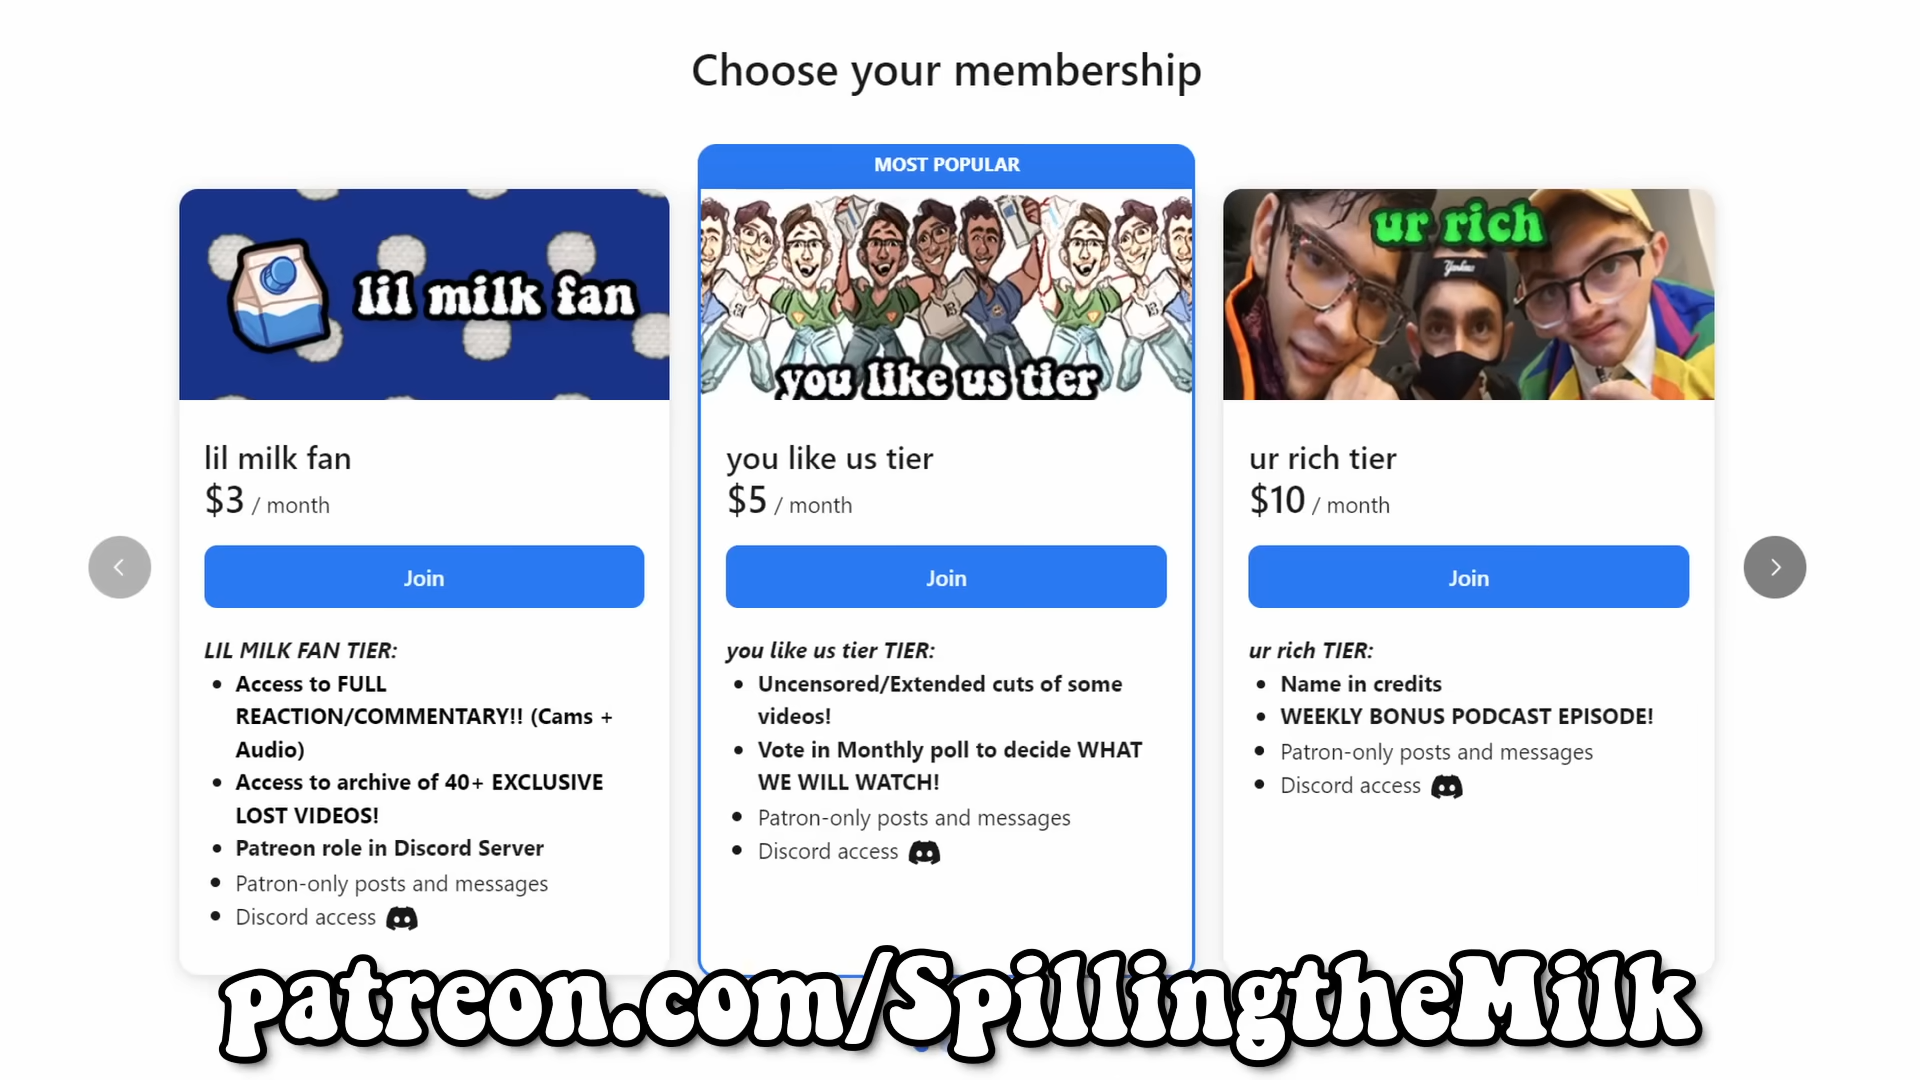 Choose your membership
MOST POPULAR
lil milk fan
lil milk fan
$3 / month
Join
LIL MILK FAN TIER:
Access to FULL
REACTION/COMMENTARY!! (Cams +
Audio)
Access to archive of 40+ EXCLUSIVE
LOST VIDEOS!
Patreon role in Discord Server
Patron-only posts and messages
Discord access
you like us tier
you like us tier
$5 / month
Join
you like us tier TIER:
Uncensored/Extended cuts of some
videos!
Vote in Monthly poll to decide WHAT
WE WILL WATCH!
Patron-only posts and messages
Discord access
ur rich
Yankees
ur rich tier
$10 / month
Join
ur rich TIER:
Name in credits
WEEKLY BONUS PODCAST EPISODE!
Patron-only posts and messages
Discord access
patreon.com/SpillingtheMilk